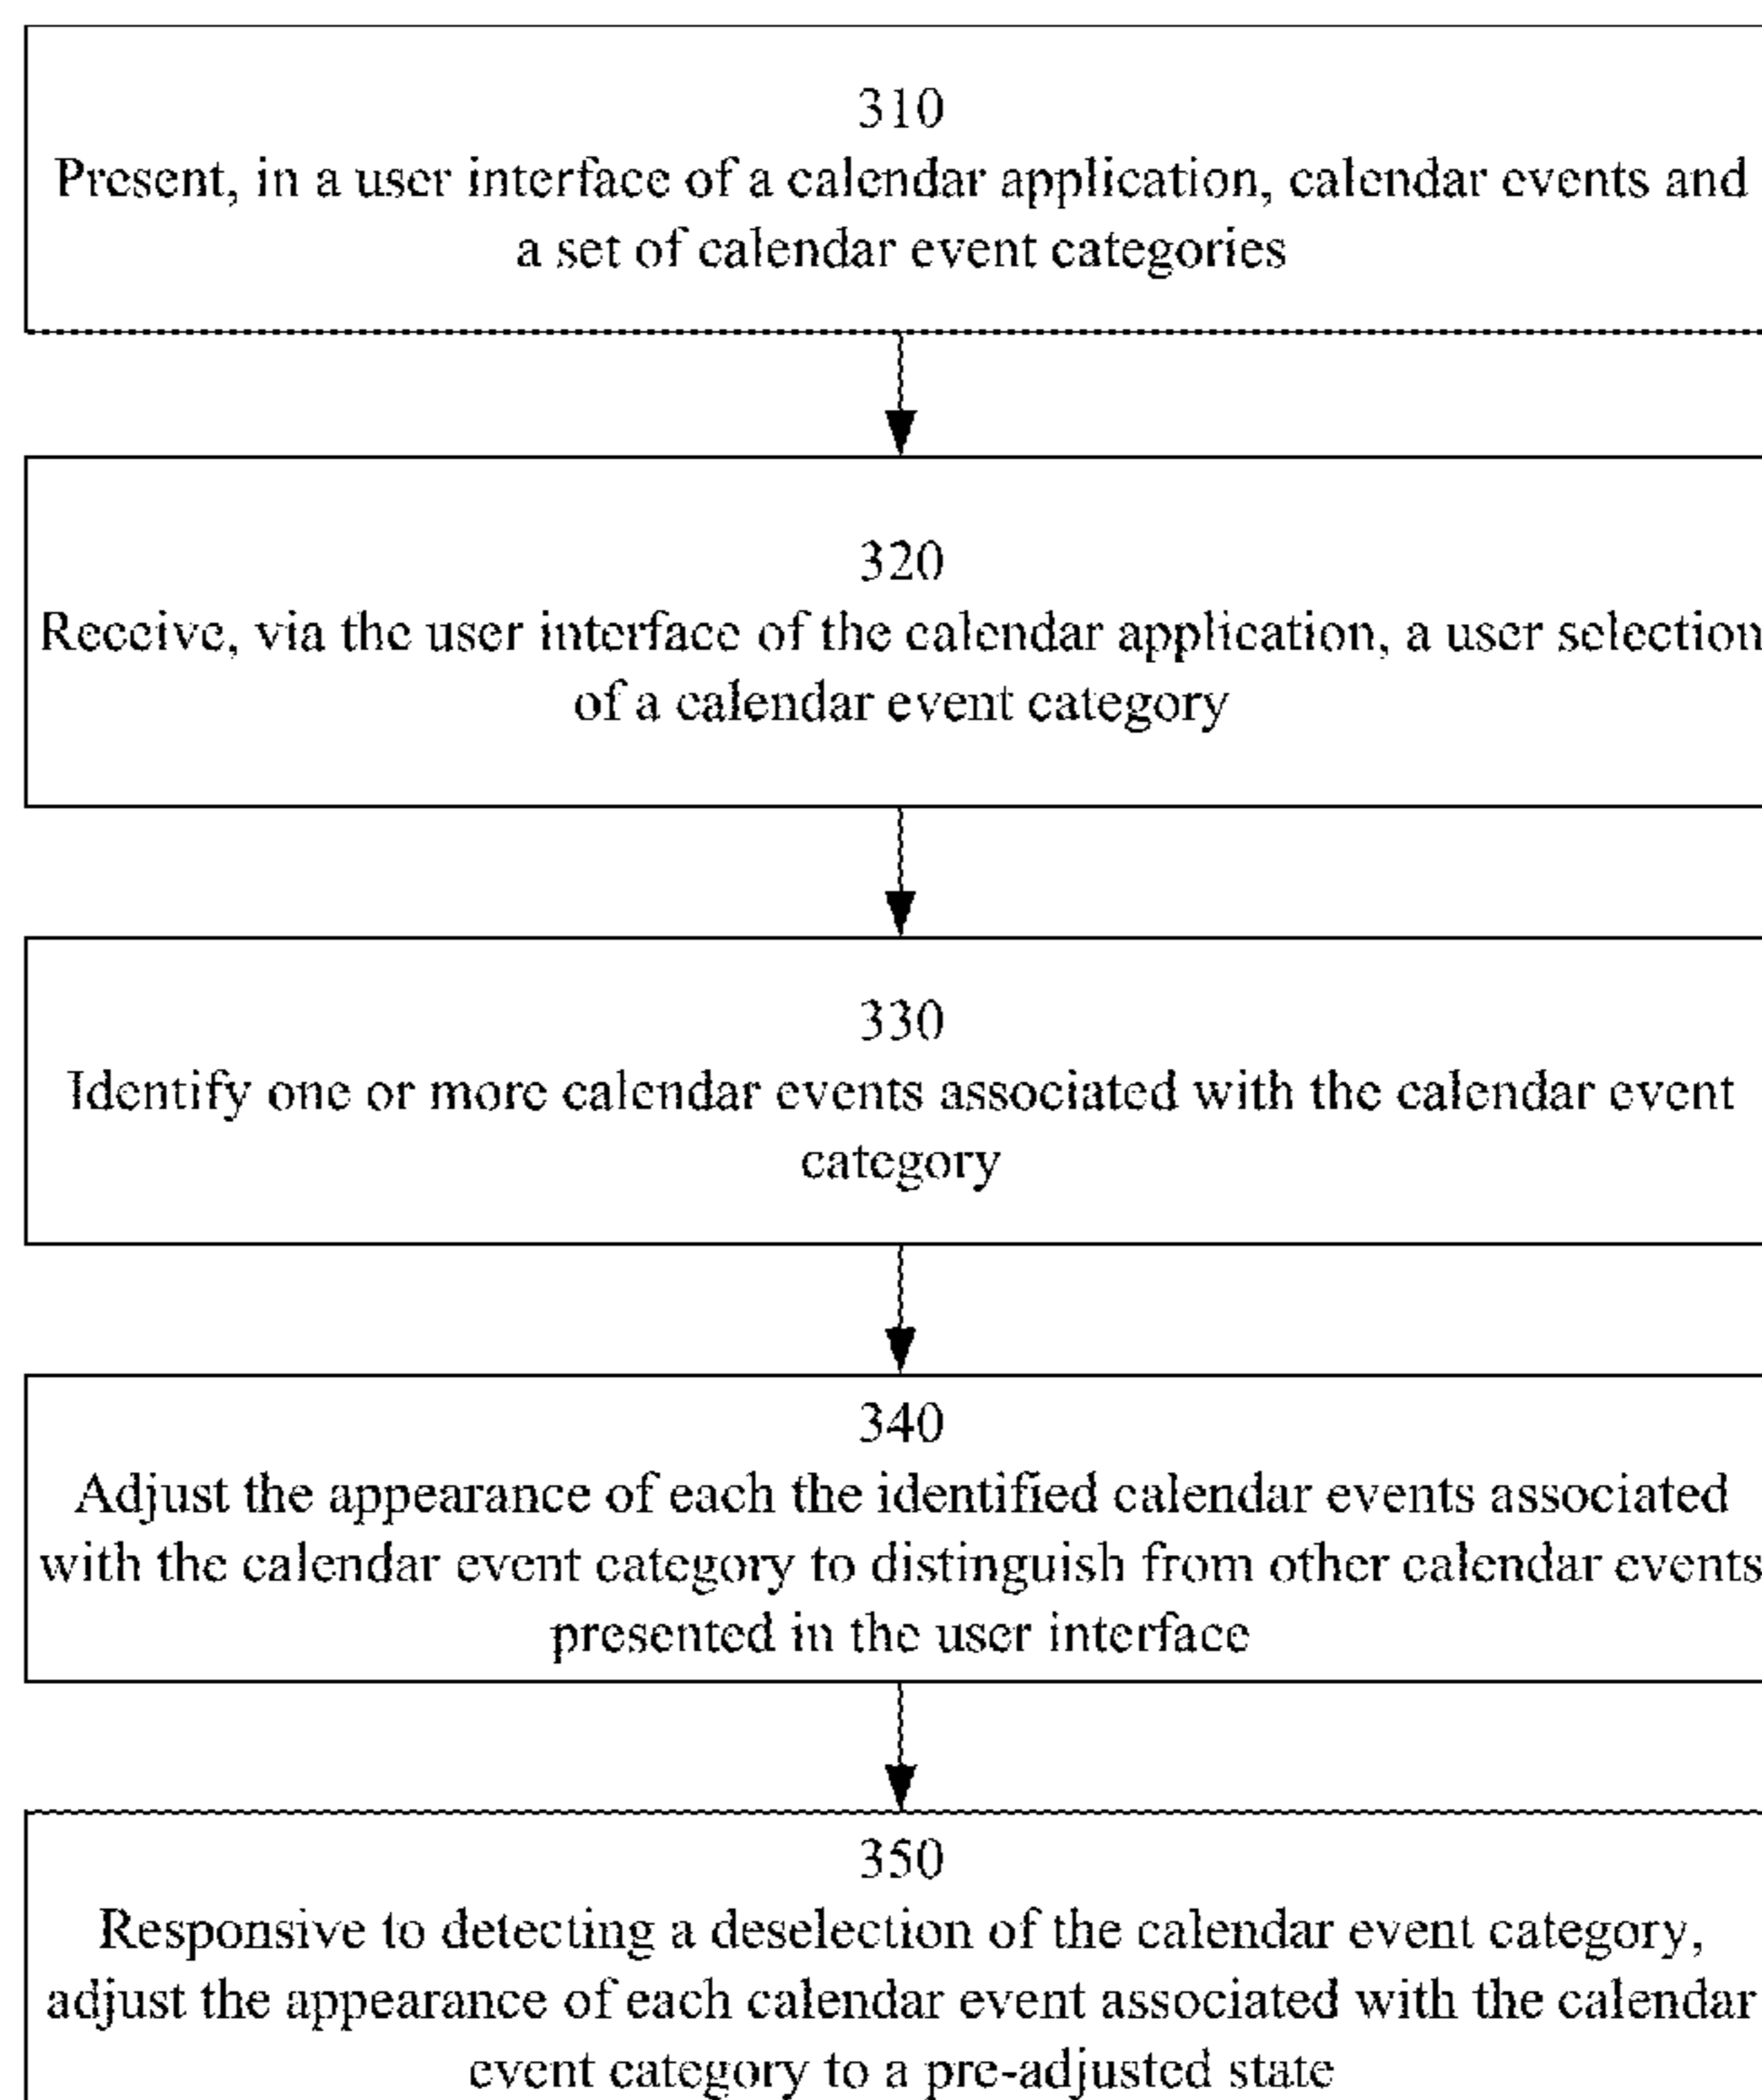 310
Present, in a user interface of a calendar application, calendar events and
a set of calendar event categories
320
Receive, via the user interface of the calendar application, a user selection
of a calendar event category
330
Identify one or more calendar events associated with the calendar event
category
340
Adjust the appearance of each the identified calendar events associated
with the calendar event category to distinguish from other calendar events
presented in the user interface
350
Responsive to detecting a deselection of the calendar event category,
adjust the appearance of each calendar event associated with the calendar
event category to a pre-adjusted state